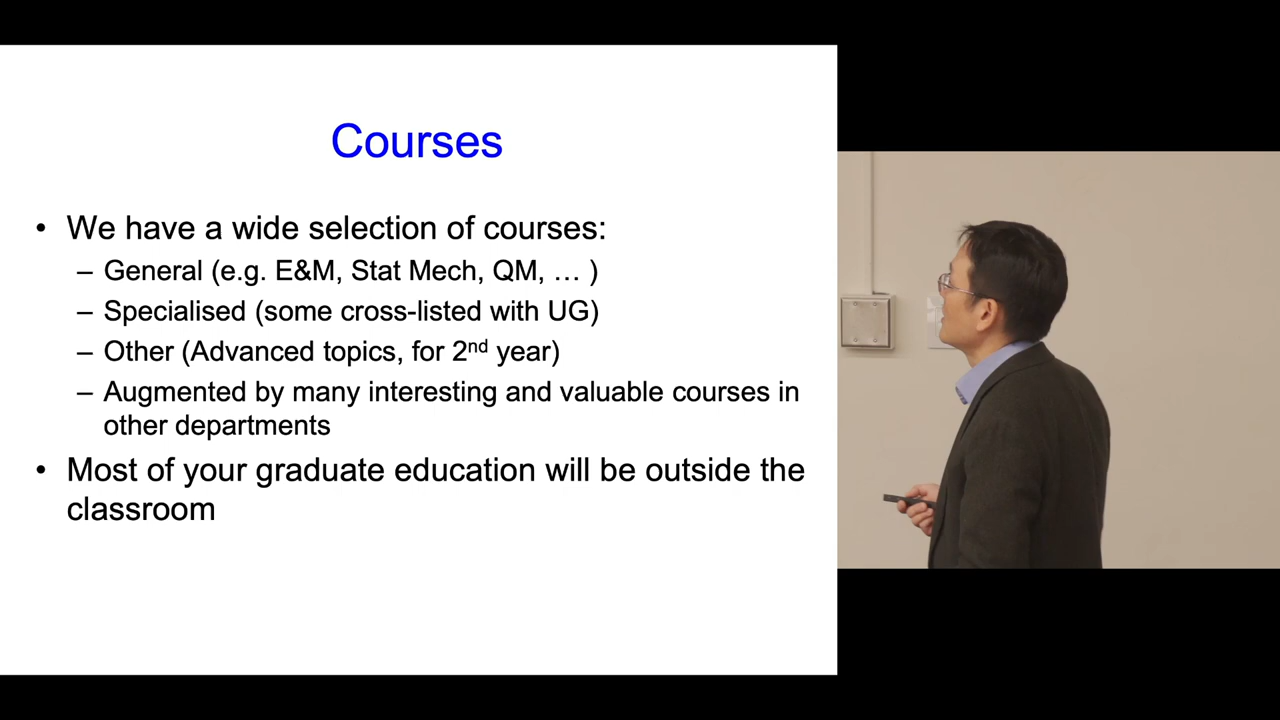 Courses
• We have a wide selection of courses:
– General (e.g. E&M, Stat Mech, QM, … )
– Specialised (some cross-listed with UG)
– Other (Advanced topics, for 2nd year)
– Augmented by many interesting and valuable courses in
other departments
• Most of your graduate education will be outside the
classroom